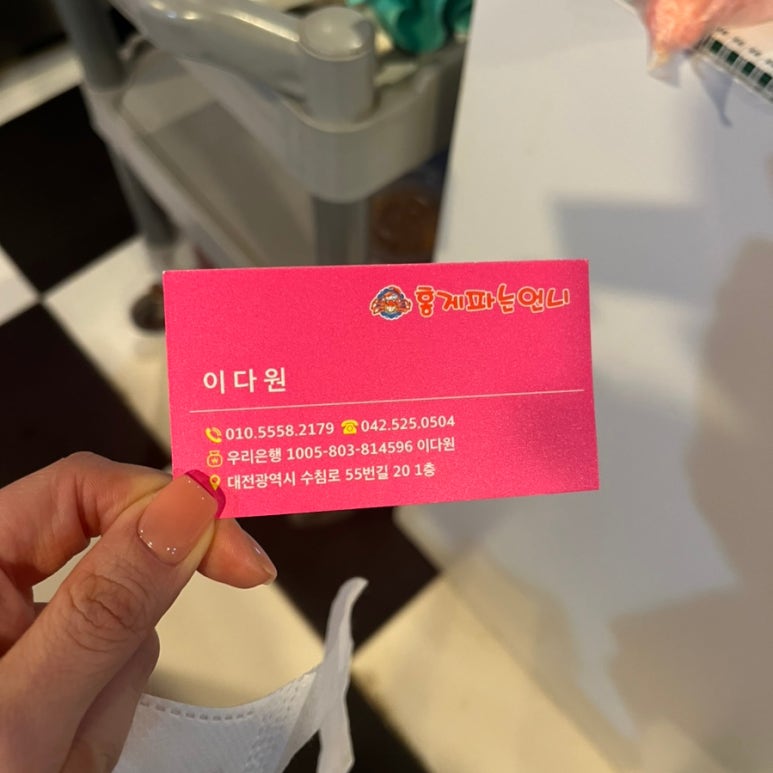 홍게파는언니
이다원
010.5558.2179 042.525.0504
우리은행 1005-803-814596 이다원
대전광역시 수침로 55번길 20 1층